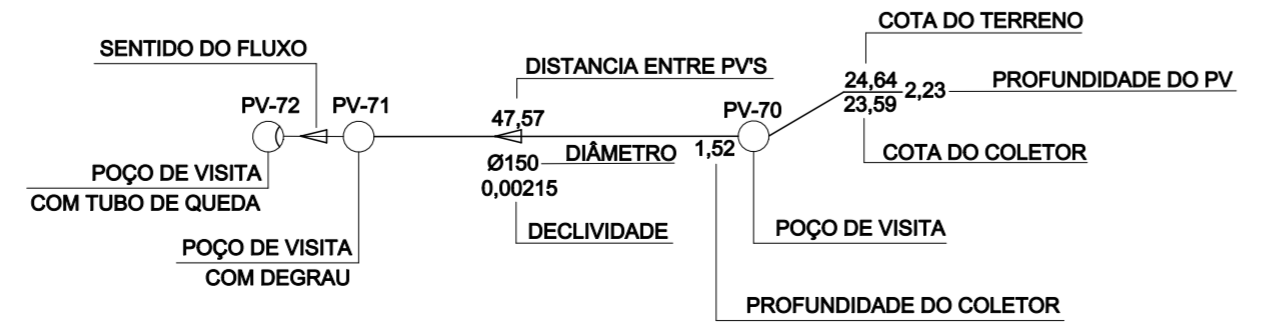 COTA DO TERRENO
SENTIDO DO FLUXO
DISTANCIA ENTRE PV'S
24,64
2,23
PROFUNDIDADE DO PV
23,59
PV-72
PV-71
47,57
PV-70
1,52
COTA DO COLETOR
Ø150
DIÂMETRO
0,00215
POÇO DE VISITA
COM TUBO DE QUEDA
DECLIVIDADE
POÇO DE VISITA
POÇO DE VISITA
COM DEGRAU
PROFUNDIDADE DO COLETOR